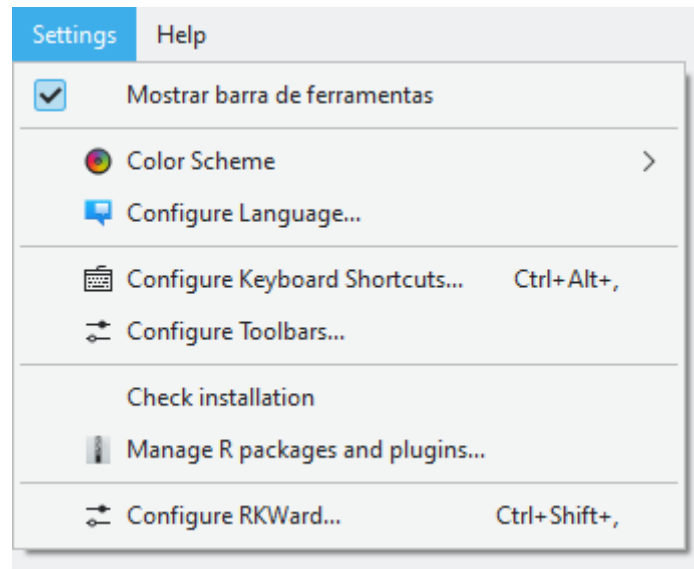 Settings Help
Mostrar barra de ferramentas
Color Scheme
Configure Language...
Configure Keyboard Shortcuts... Ctrl+Alt+,
Configure Toolbars...
Check installation
Manage R packages and plugins...
Configure RKWard... Ctrl+Shift+,